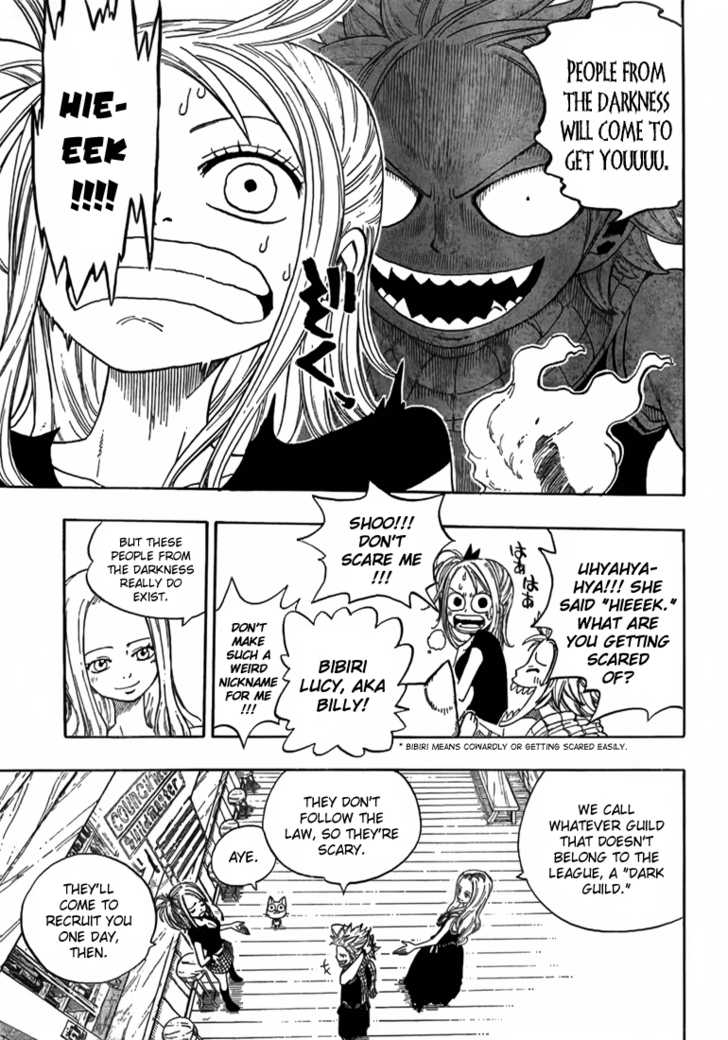 PEOPLE FROM
THE DARKNESS
WILL COME TO
GET YOUUUU.
HIE-
EEK
!!!!
UHYAHYA-
HYA!!! SHE
SAID "HIEEEK."
WHAT ARE
YOU GETTING
SCARED
OF?
はぁはぁ
SHOO!!!
DON'T
SCARE ME
!!!
BIBIRI
LUCY, AKA
BILLY!
DON'T
MAKE
SUCH A
WEIRD
NICKNAME
FOR ME
!!!
* BIBIRI MEANS COWARDLY OR GETTING SCARED EASILY.
BUT THESE
PEOPLE FROM
THE DARKNESS
REALLY DO
EXIST.
WE CALL
WHATEVER GUILD
THAT DOESN'T
BELONG TO THE
LEAGUE, A "DARK
GUILD."
THEY DON'T
FOLLOW THE
LAW, SO THEY'RE
SCARY.
AYE.
THEY'LL
COME TO
RECRUIT YOU
ONE DAY,
THEN.